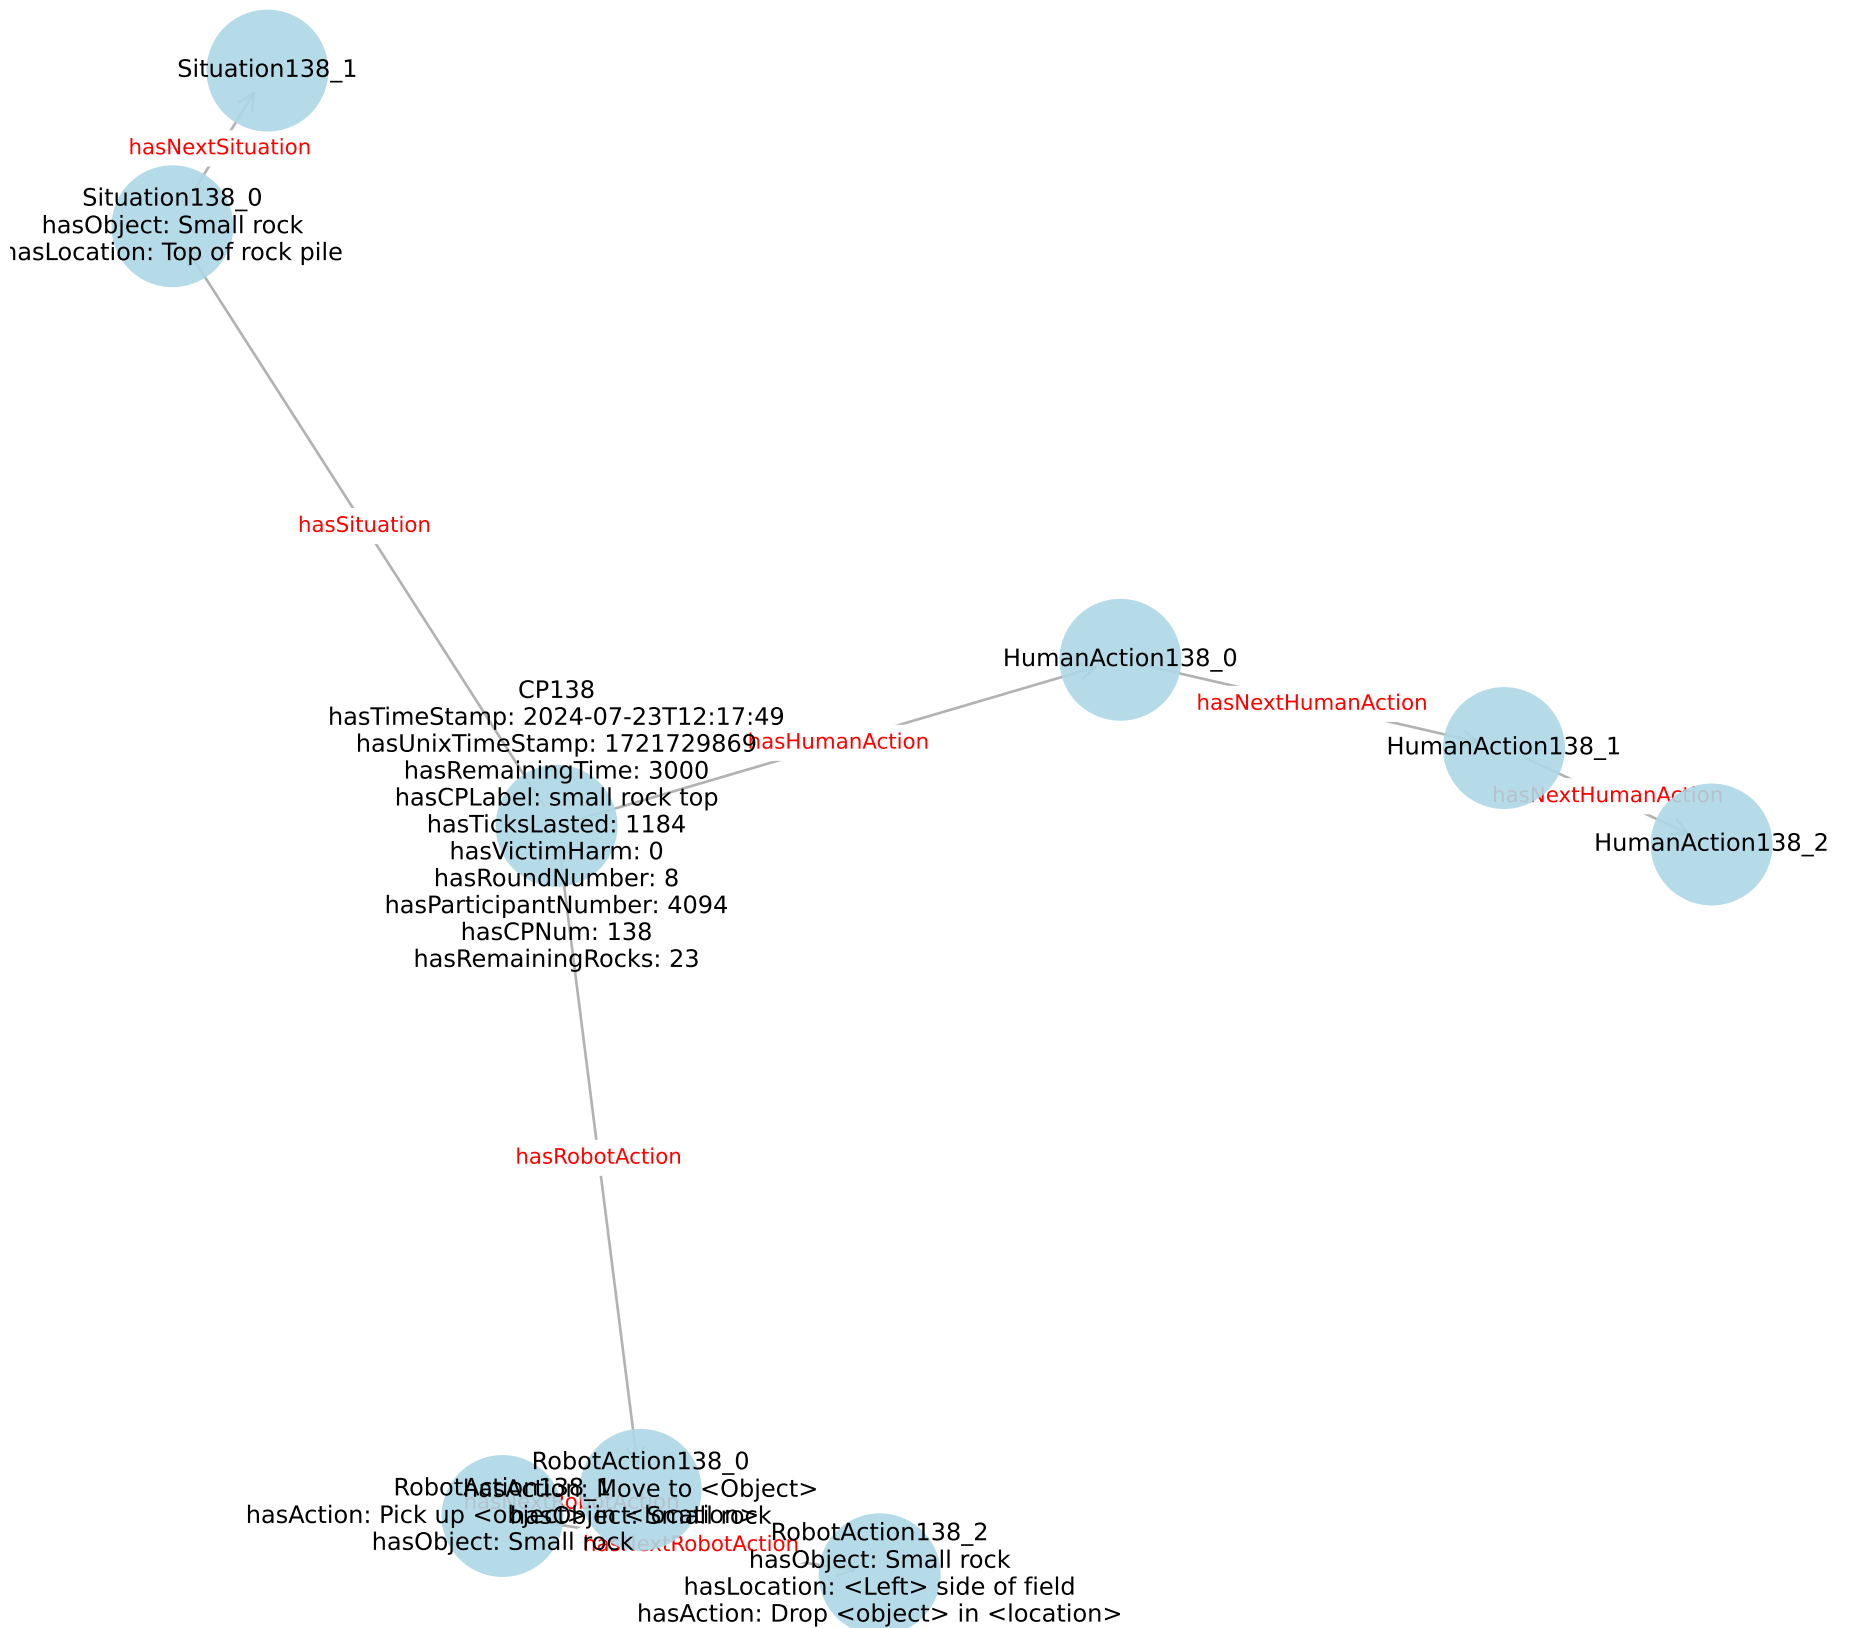 Situation138_1
hasNextSituation
Situation138_0
hasObject: Small rock
hasLocation: Top of rock pile
hasSituation
HumanAction138_0
hasNextHumanAction
HumanAction138_1
hasNextHumanAction
HumanAction138_2
hasHumanAction
CP138
hasTimeStamp: 2024-07-23T12:17:49
hasUnixTimeStamp: 1721729869
hasRemainingTime: 3000
hasCPLabel: small rock top
hasTicksLasted: 1184
hasVictimHarm: 0
hasRoundNumber: 8
hasParticipantNumber: 4094
hasCPNum: 138
hasRemainingRocks: 23
hasRobotAction
RobotAction138_0
hasAction: Move to <Object>
hasObject: Small rock
hasNextRobotAction
RobotAction138_1
hasAction: Pick up <object> in <location>
hasObject: Small rock
hasNextRobotAction
RobotAction138_2
hasObject: Small rock
hasLocation: <Left> side of field
hasAction: Drop <object> in <location>